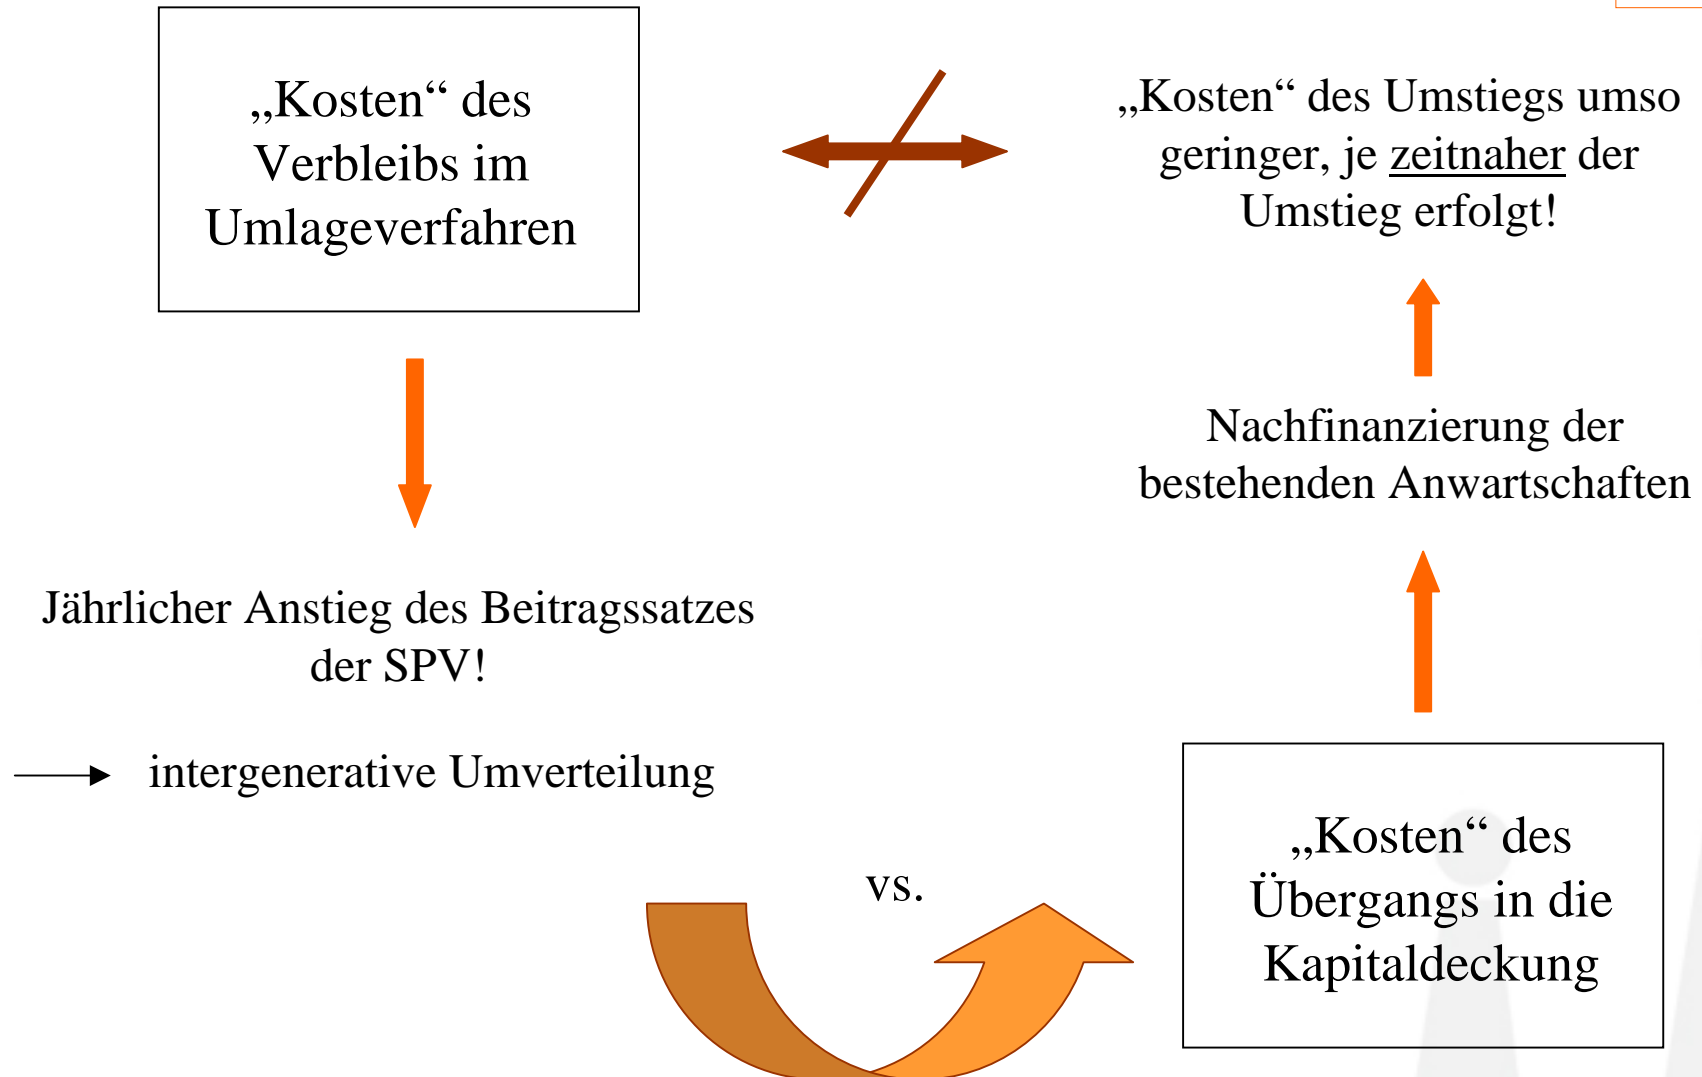 „Kosten“ des
Verbleibs im
Umlageverfahren
„Kosten“ des Umstiegs umso
geringer, je zeitnaher der
Umstieg erfolgt!
Nachfinanzierung der
bestehenden Anwartschaften
Jährlicher Anstieg des Beitragssatzes
der SPV!
intergenerative Umverteilung
vs.
„Kosten“ des
Übergangs in die
Kapitaldeckung